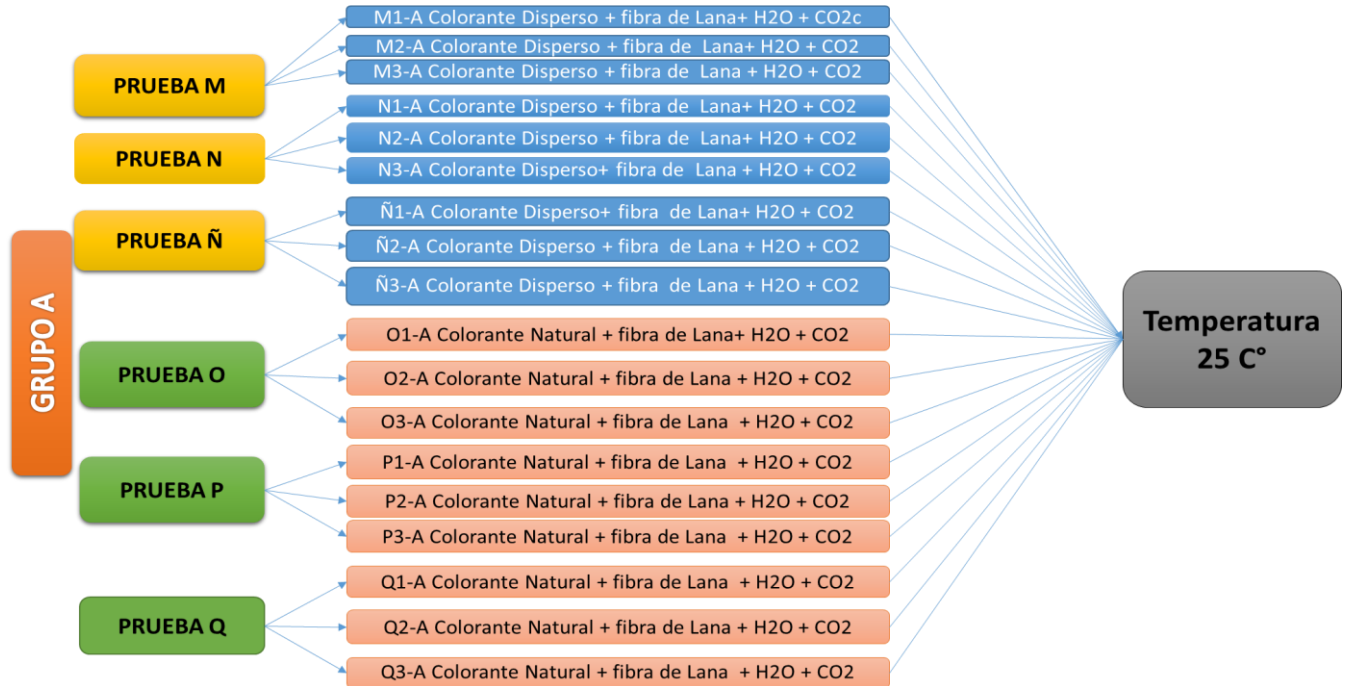 GRUPO A
PRUEBA M
M1-A Colorante Disperso + fibra de Lana+ H2O + CO2c
M2-A Colorante Disperso + fibra de Lana+ H2O + CO2
M3-A Colorante Disperso + fibra de Lana + H2O + CO2
PRUEBA N
N1-A Colorante Disperso + fibra de Lana+ H2O + CO2
N2-A Colorante Disperso + fibra de Lana+ H2O + CO2
N3-A Colorante Disperso+ fibra de Lana + H2O + CO2
PRUEBA Ñ
Ñ1-A Colorante Disperso+ fibra de Lana+ H2O + CO2
Ñ2-A Colorante Disperso + fibra de Lana + H2O + CO2
Ñ3-A Colorante Disperso + fibra de Lana + H2O + CO2
PRUEBA O
O1-A Colorante Natural + fibra de Lana+ H2O + CO2
O2-A Colorante Natural + fibra de Lana + H2O + CO2
O3-A Colorante Natural + fibra de Lana + H2O + CO2
PRUEBA P
P1-A Colorante Natural + fibra de Lana + H2O + CO2
P2-A Colorante Natural + fibra de Lana + H2O + CO2
P3-A Colorante Natural + fibra de Lana + H2O + CO2
PRUEBA Q
Q1-A Colorante Natural + fibra de Lana + H2O + CO2
Q2-A Colorante Natural + fibra de Lana + H2O + CO2
Q3-A Colorante Natural + fibra de Lana + H2O + CO2
Temperatura
25 C°